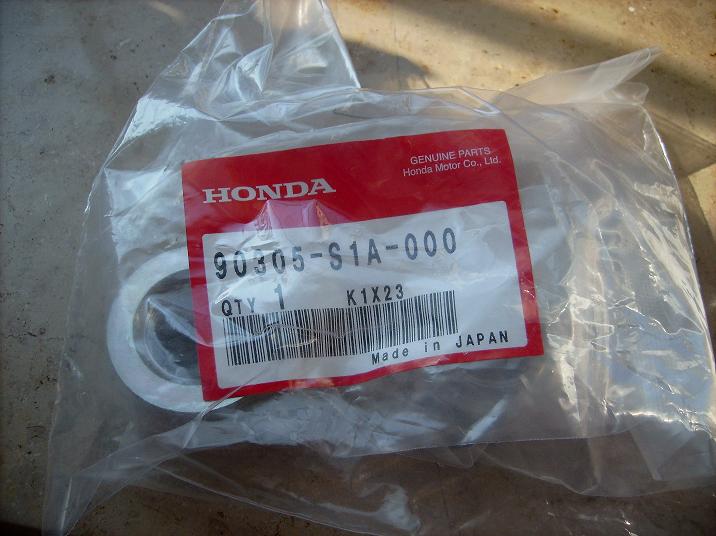 GENUINE PARTS
Honda Motor Co., Ltd.
HONDA
90305-S1A-000
QTY 1 K1X23
Made in JAPAN